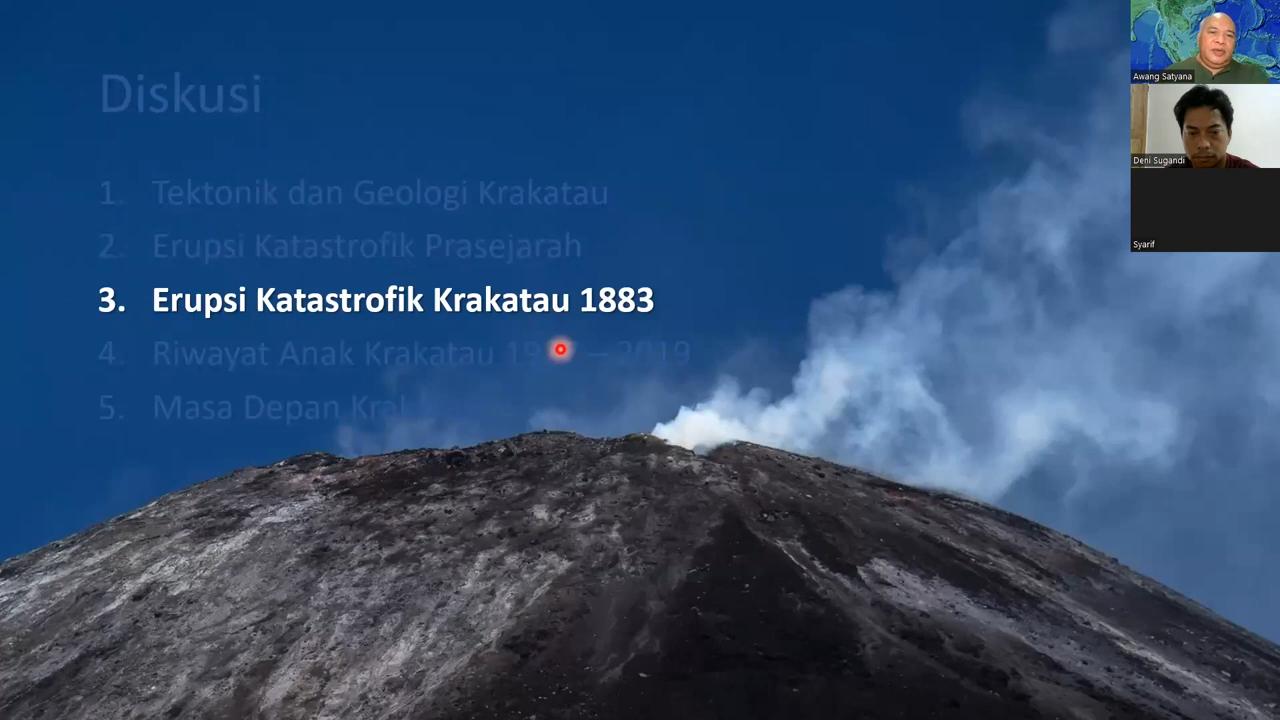 Diskusi
1. Tektonik dan Geologi Krakatau
2. Erupsi Katastrofik Prasejarah
3. Erupsi Katastrofik Krakatau 1883
4. Riwayat Anak Krakatau – 2019
5. Masa Depan
Awang Satyana
Deni Sugandi
Syarif